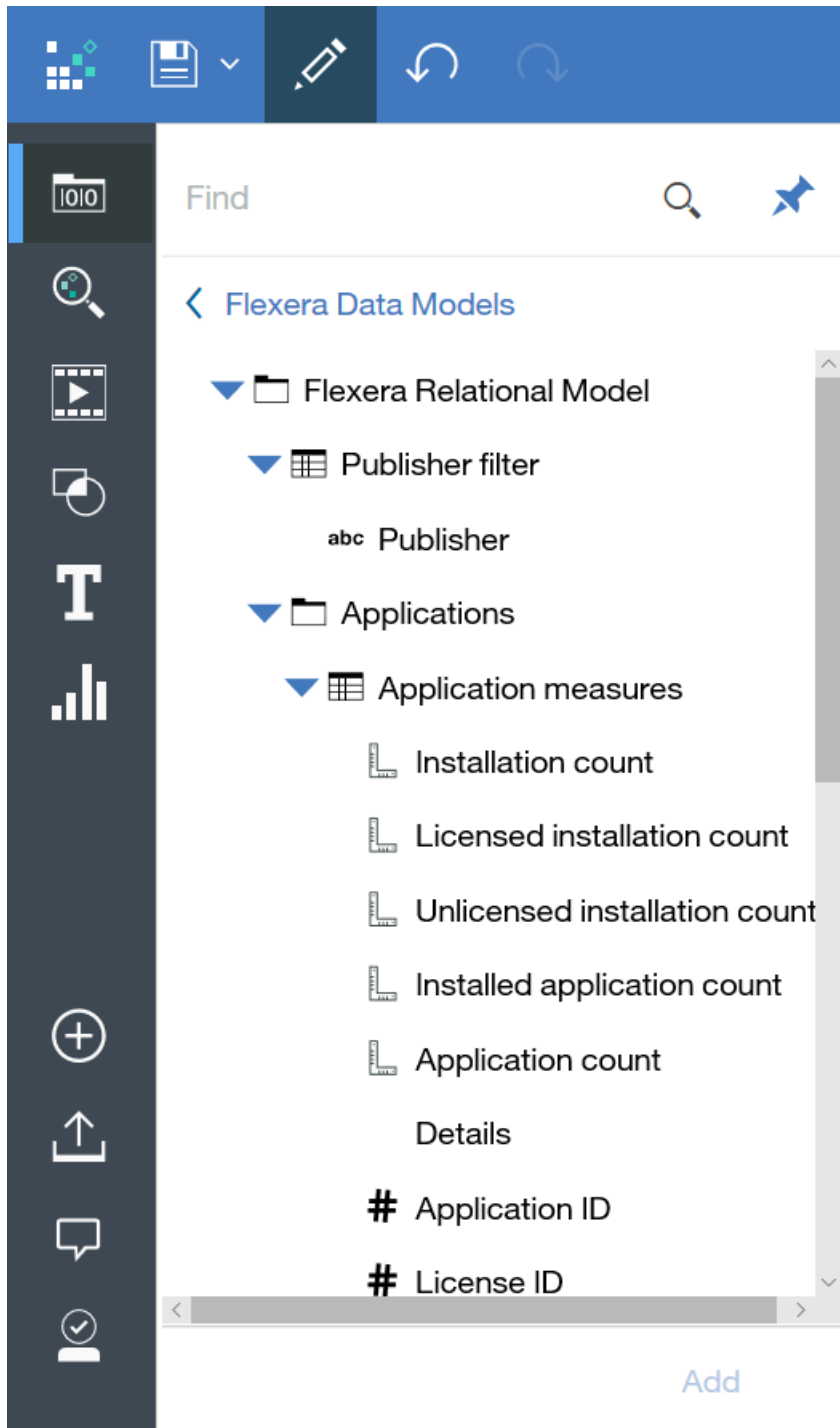 Find
Flexera Data Models
Flexera Relational Model
Publisher filter
abc Publisher
Applications
Application measures
Installation count
Licensed installation count
Unlicensed installation count
Installed application count
Application count
Details
# Application ID
# License ID
Add